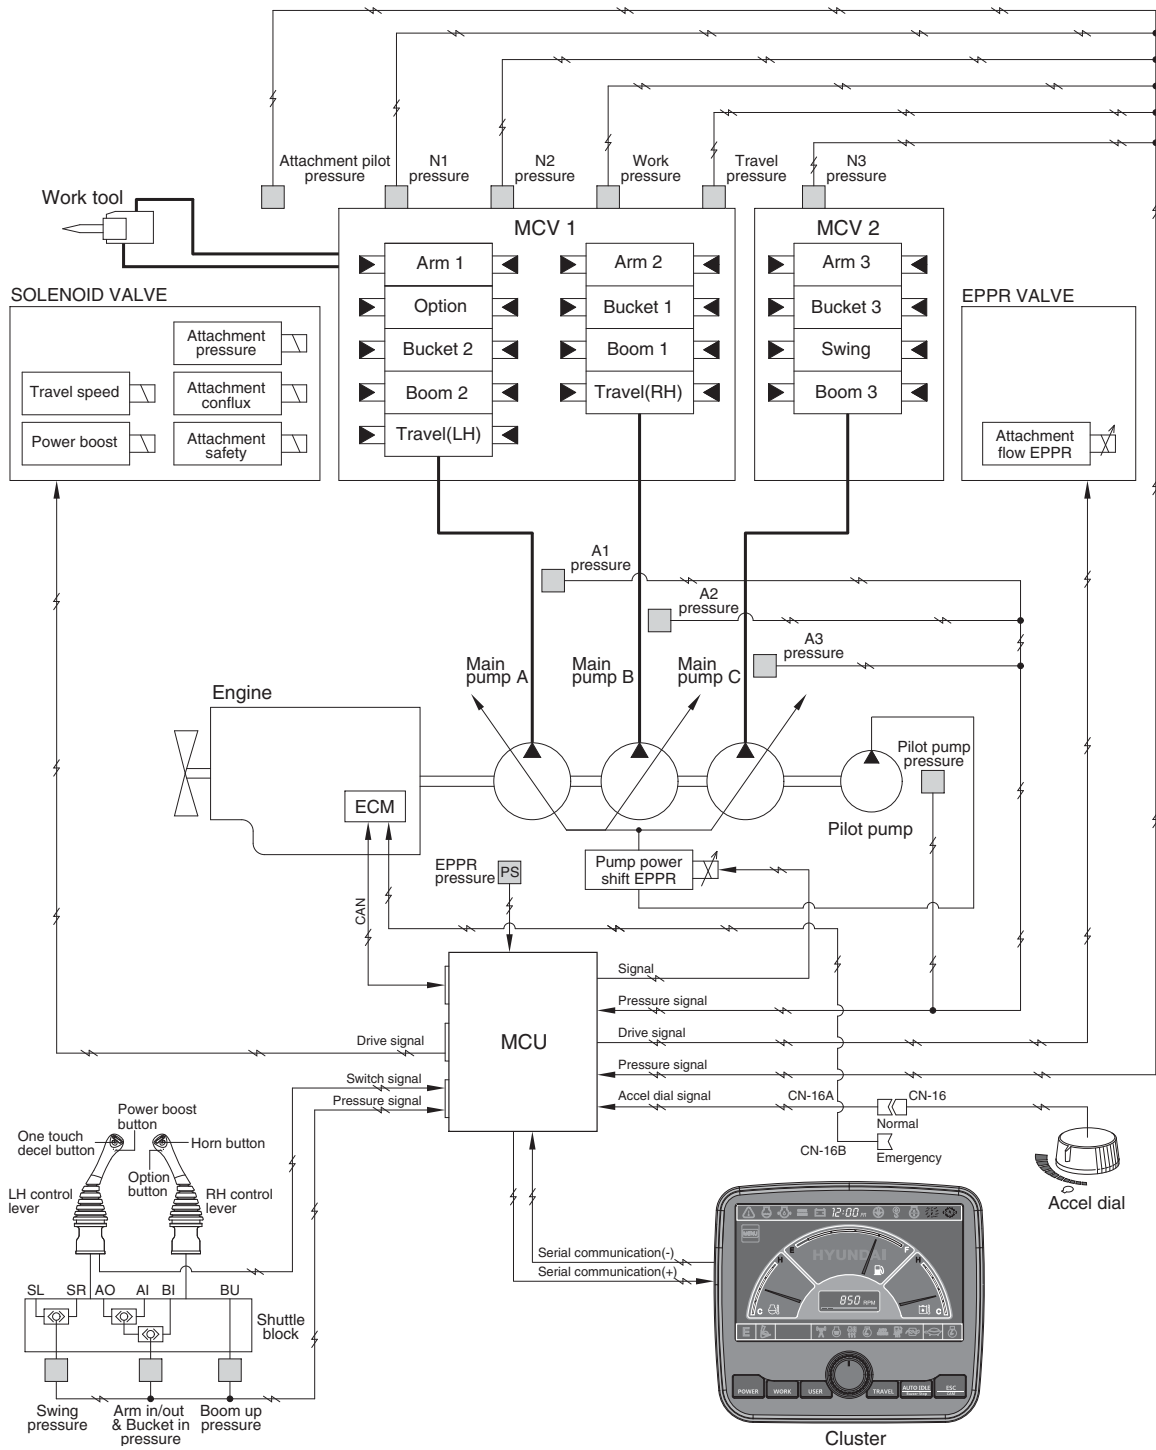 Attachment pilot
pressure
N1
pressure
N2
pressure
Work
pressure
Travel
pressure
N3
pressure
Work tool
MCV 1
MCV 2
Arm 1
Option
Bucket 2
Boom 2
Travel(LH)
Arm 2
Bucket 1
Boom 1
Travel(RH)
Arm 3
Bucket 3
Swing
Boom 3
SOLENOID VALVE
Attachment
pressure
Travel speed
Attachment
conflux
Power boost
Attachment
safety
EPPR VALVE
Attachment
flow EPPR
A1
pressure
A2
pressure
A3
pressure
Main
pump A
Main
pump B
Main
pump C
Engine
ECM
Pilot pump
pressure
Pilot pump
EPPR
pressure
PS
Pump power
shift EPPR
CAN
MCU
Signal
Pressure signal
Drive signal
Pressure signal
Accel dial signal
Drive signal
Switch signal
Pressure signal
CN-16A
CN-16
Normal
CN-16B
Emergency
Accel dial
Power boost
button
One touch
decel button
Horn button
Option
button
LH control
lever
RH control
lever
SL
SR
AO
AI
BI
BU
Shuttle
block
Swing
pressure
Arm in/out
& Bucket in
pressure
Boom up
pressure
Serial communication(-)
Serial communication(+)
12:00
MENU
HYUNDAI
E
F
H
C
H
C
850 RPM
E
POWER
WORK
USER
TRAVEL
AUTO IDLE
ESC
Cluster